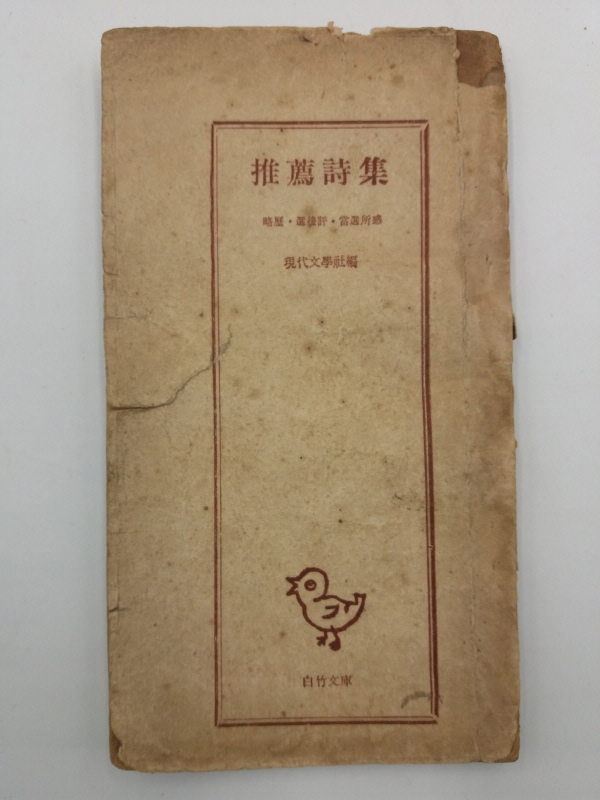 推薦詩集
略歷・選後評・當選所感
現代文學社編
白竹文庫